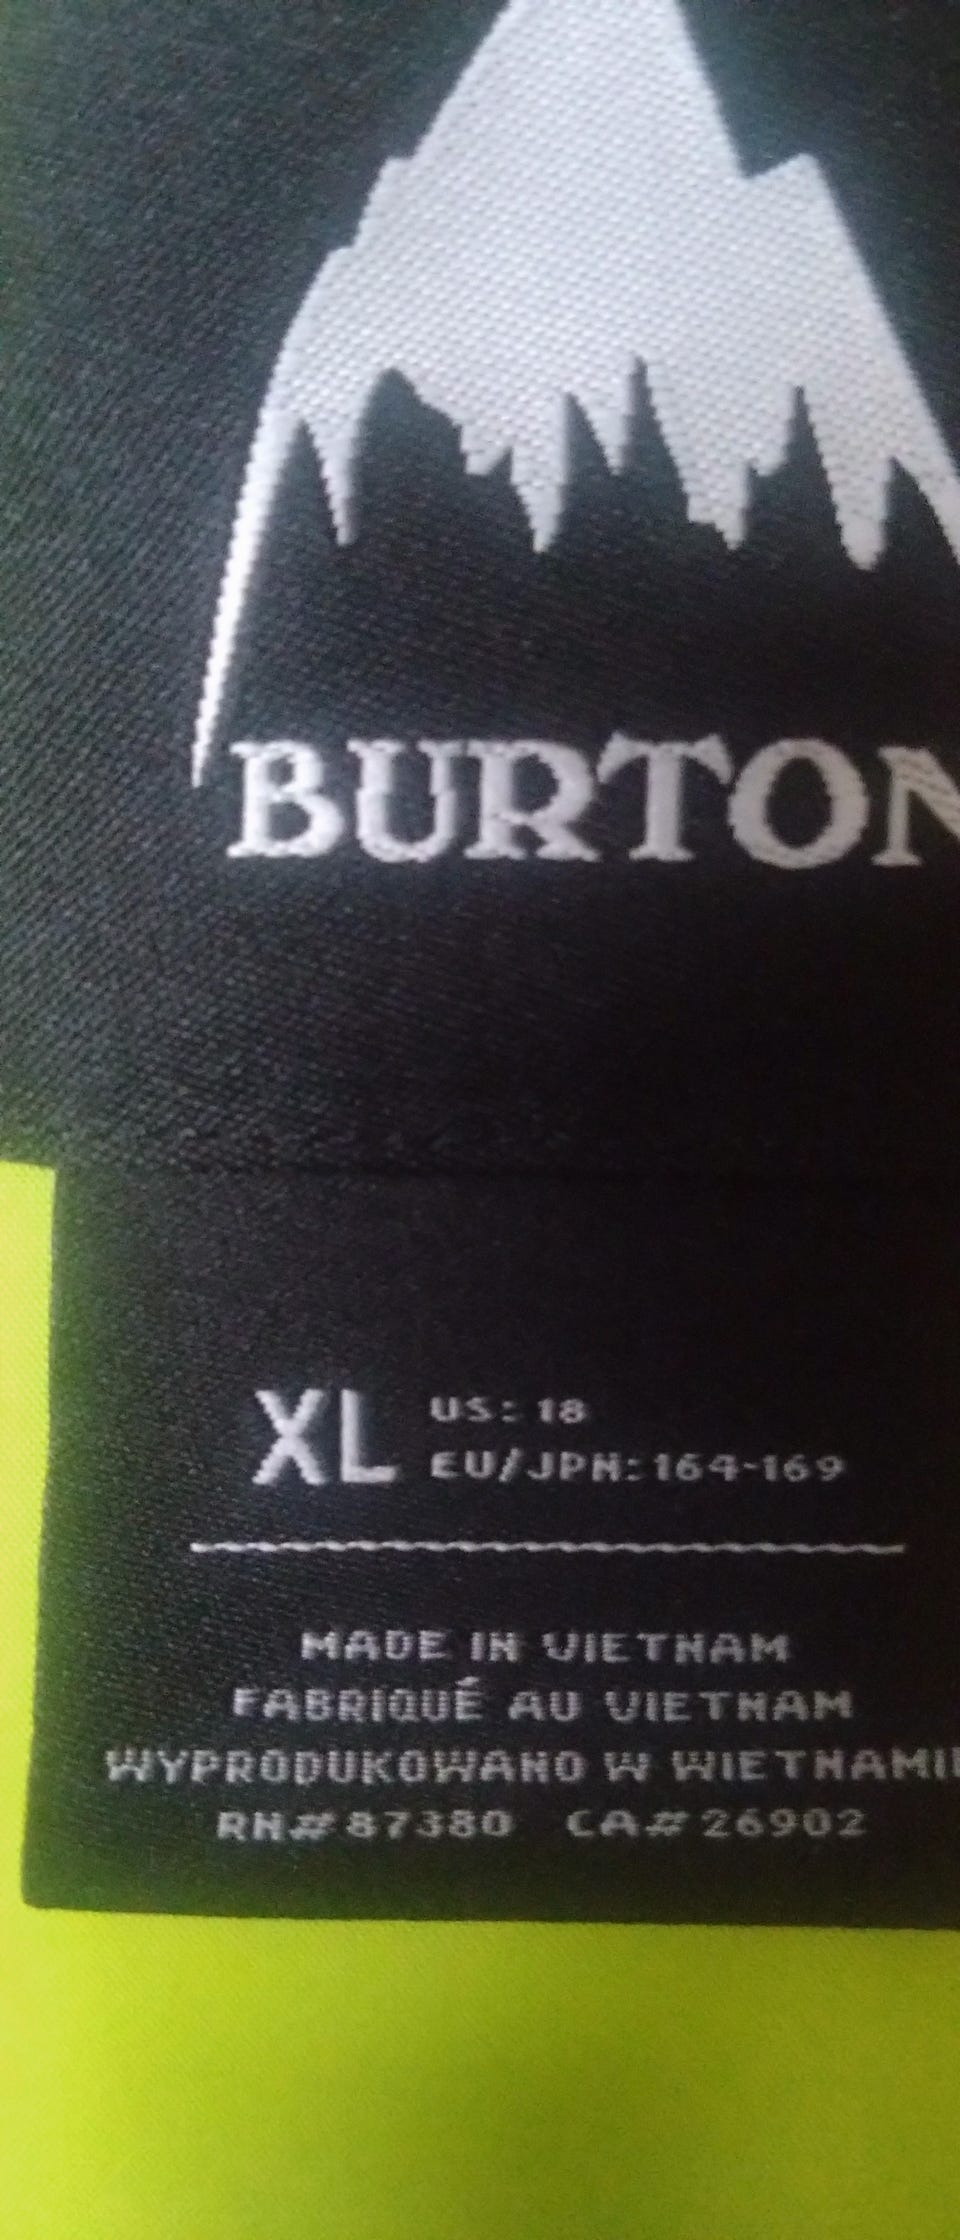 BURTON
XL US: 18
EU/JPN: 164-169
MADE IN VIETNAM
FABRIQUÉ AU VIETNAM
WYPRODUKOWANO W WIETNAMIE
RN#87380 CA#26902